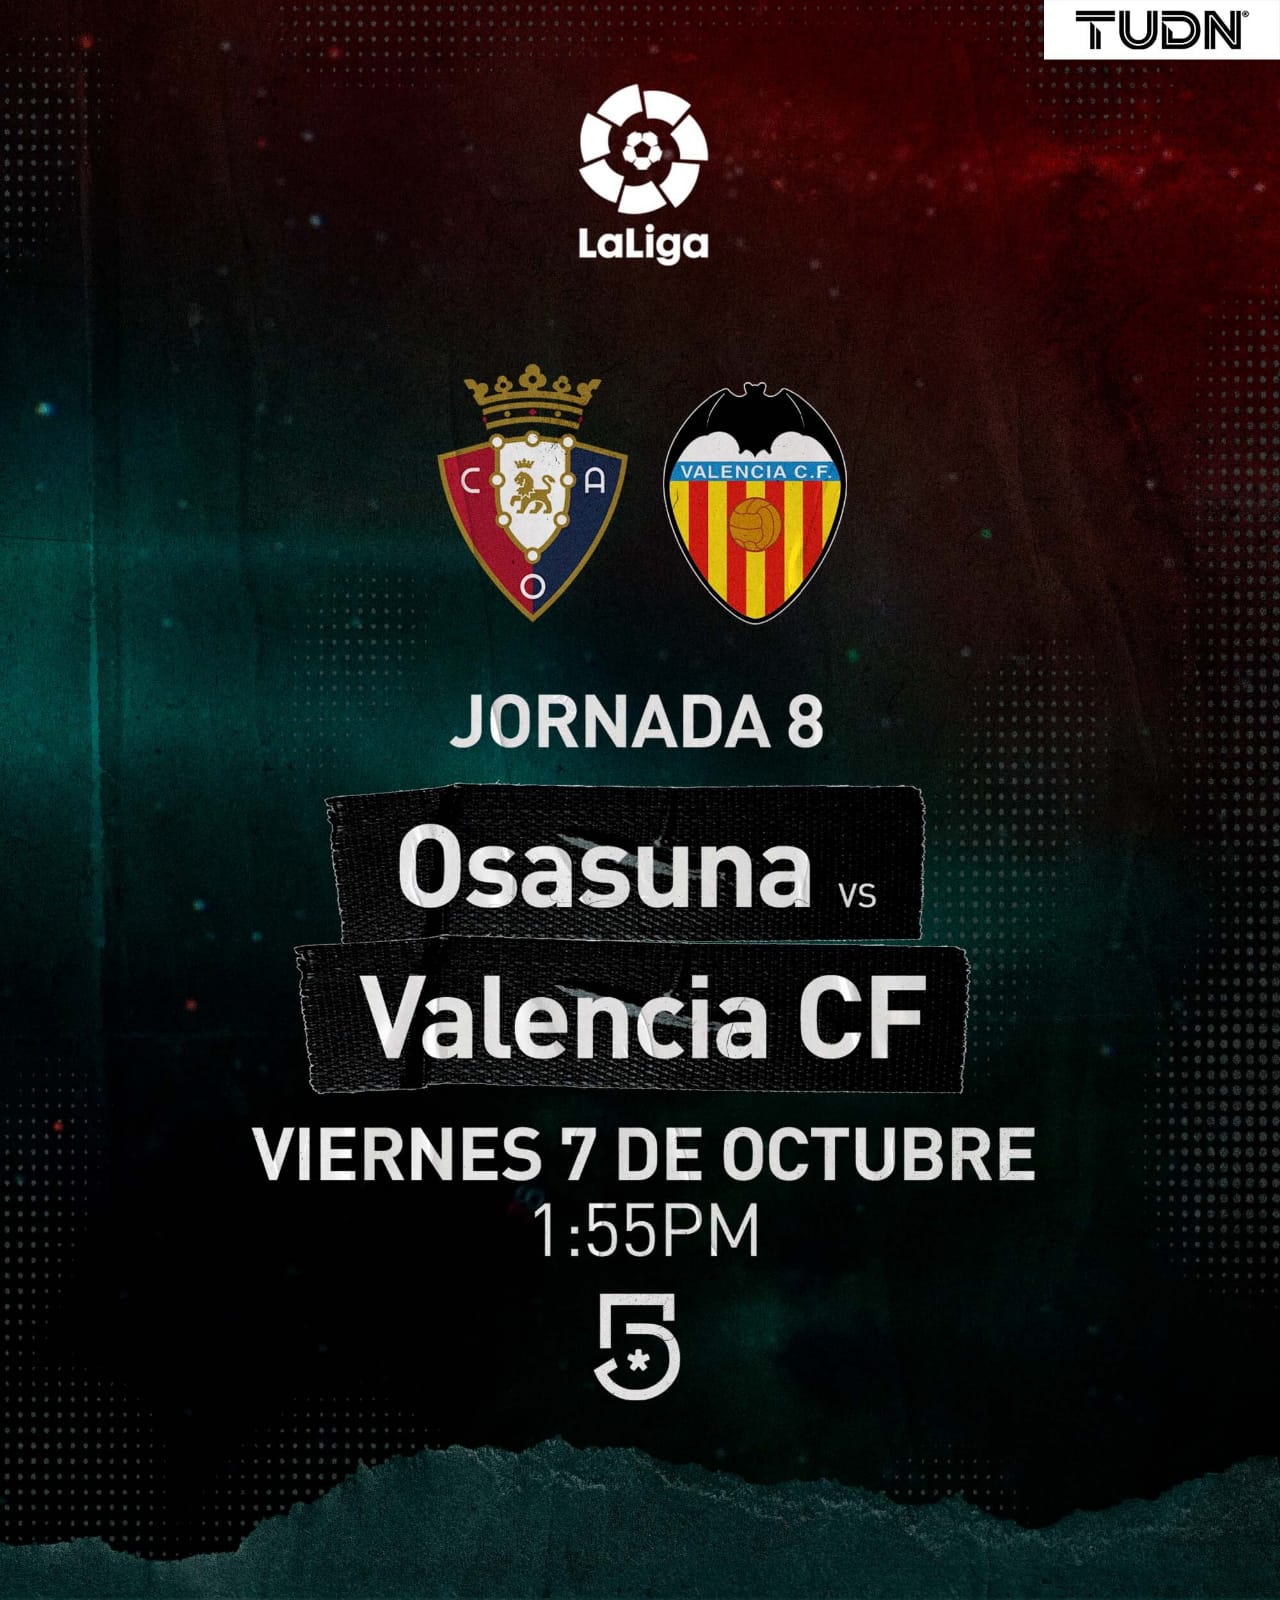 TUDN
LaLiga
C A
O
VALENCIA C.F.
JORNADA 8
Osasuna vs
Valencia CF
VIERNES 7 DE OCTUBRE
1:55PM
5